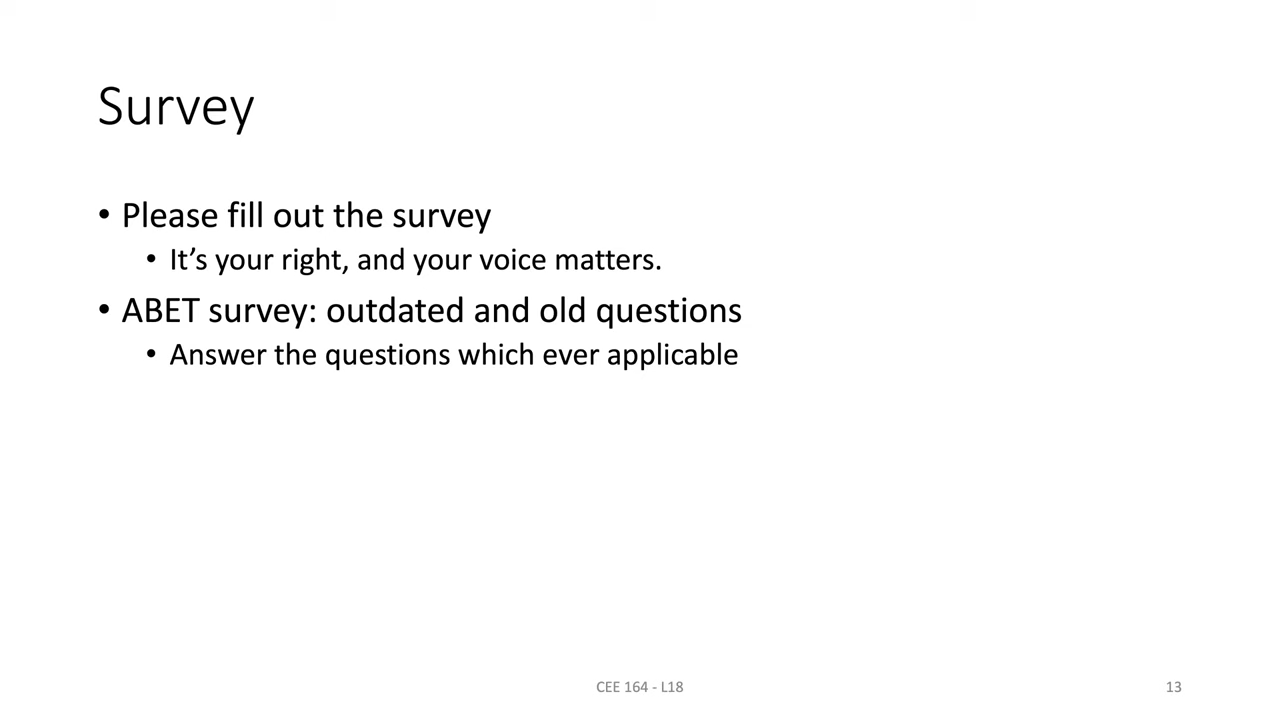 Survey
• Please fill out the survey
• It’s your right, and your voice matters.
• ABET survey: outdated and old questions
• Answer the questions which ever applicable
CEE 164 - L18
13